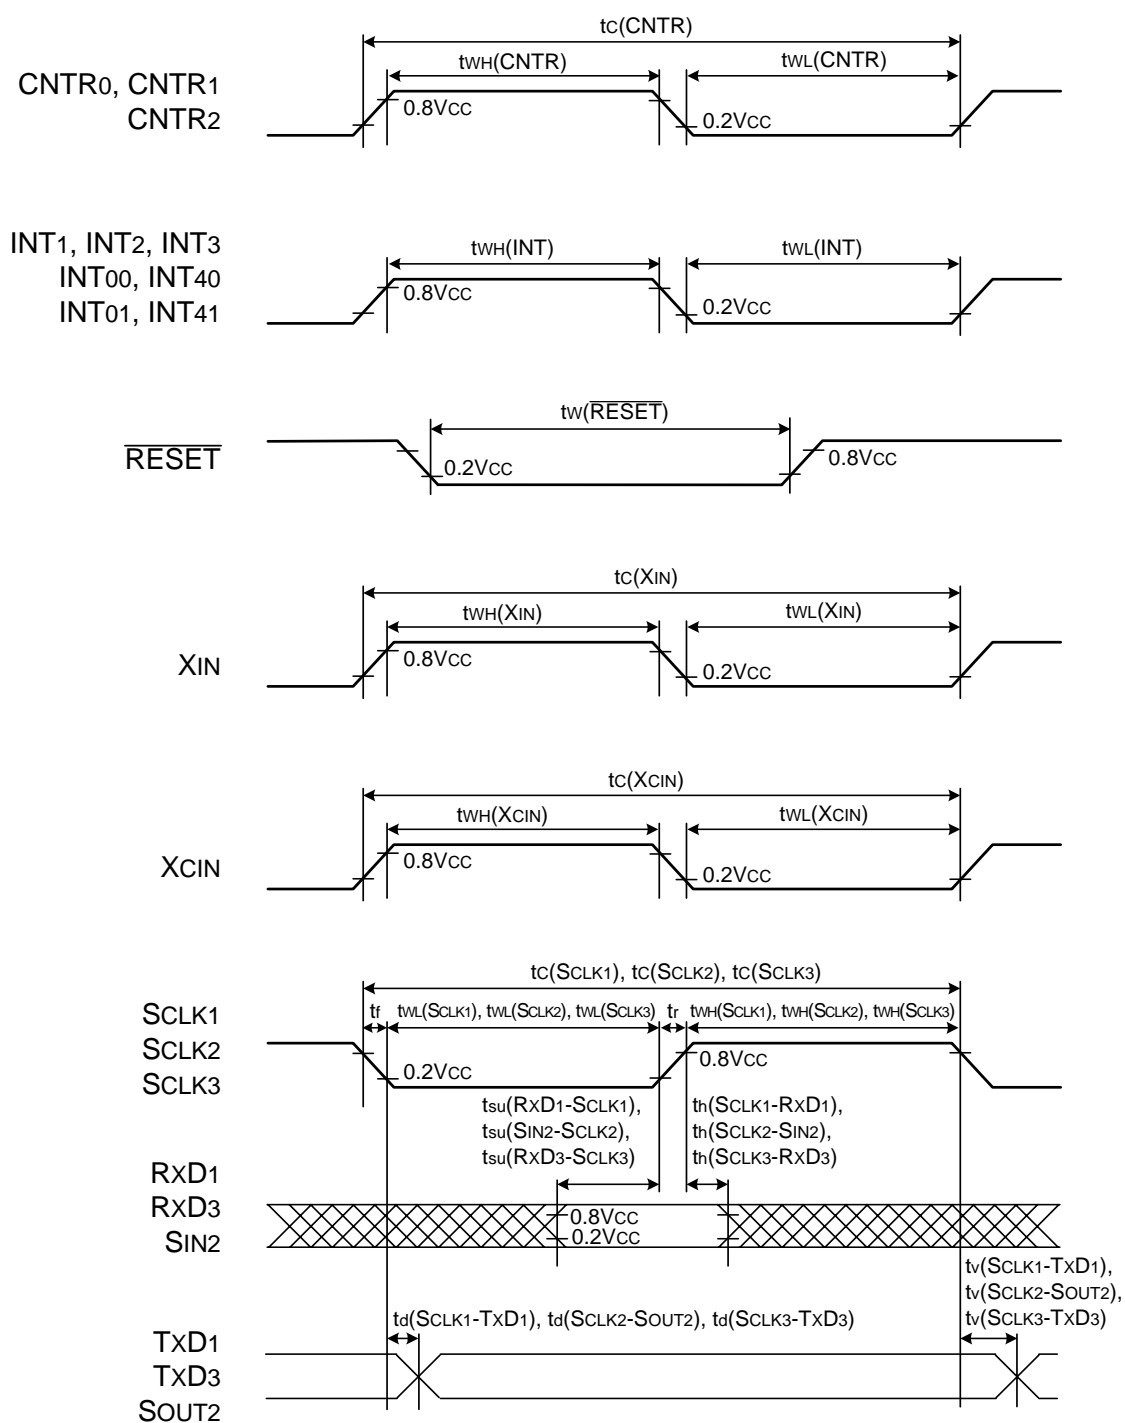 tC(CNTR)
tWH(CNTR)
tWL(CNTR)
CNTR0, CNTR1
CNTR2
0.8VCC
0.2VCC
INT1, INT2, INT3
INT00, INT40
INT01, INT41
tWH(INT)
tWL(INT)
0.8VCC
0.2VCC
tW(RESET)
RESET
0.2VCC
0.8VCC
tC(XIN)
tWH(XIN)
tWL(XIN)
XIN
0.8VCC
0.2VCC
tC(XCIN)
tWH(XCIN)
tWL(XCIN)
XCIN
0.8VCC
0.2VCC
tC(SCLK1), tC(SCLK2), tC(SCLK3)
SCLK1
SCLK2
SCLK3
tf
tWL(SCLK1), tWL(SCLK2), tWL(SCLK3)
tr
tWH(SCLK1), tWH(SCLK2), tWH(SCLK3)
0.2VCC
0.8VCC
tsu(RXD1-SCLK1),
tsu(SIN2-SCLK2),
tsu(RXD3-SCLK3)
th(SCLK1-RXD1),
th(SCLK2-SIN2),
th(SCLK3-RXD3)
RXD1
RXD3
SIN2
0.8VCC
0.2VCC
tv(SCLK1-TXD1),
tv(SCLK2-SOUT2),
tv(SCLK3-TXD3)
td(SCLK1-TXD1), td(SCLK2-SOUT2), td(SCLK3-TXD3)
TXD1
TXD3
SOUT2